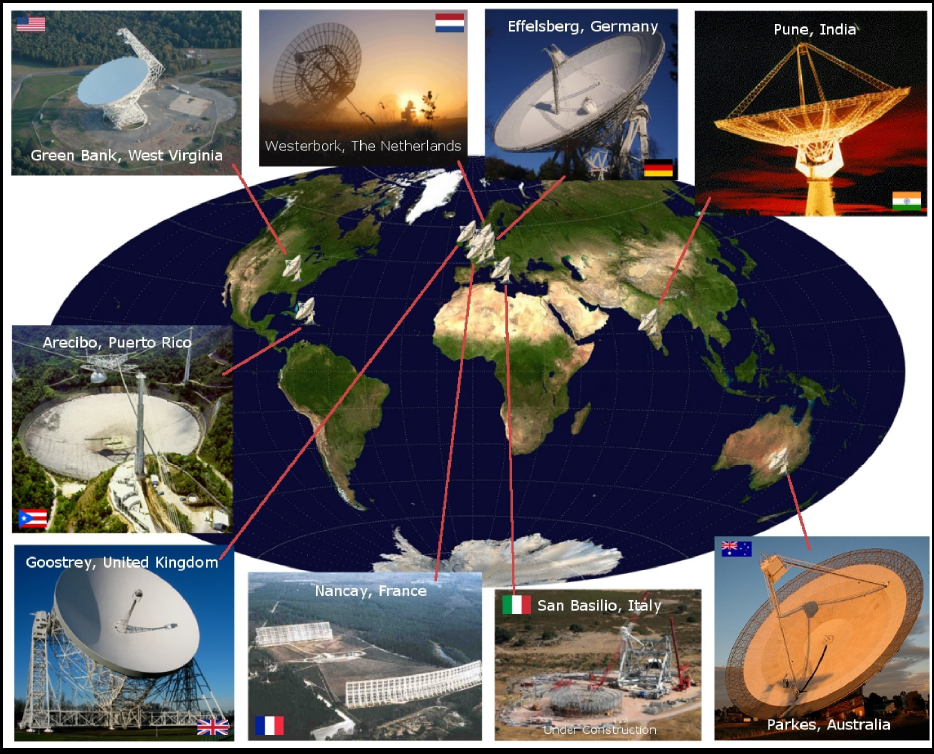 Green Bank, West Virginia
Westerbork, The Netherlands
Effelsberg, Germany
Pune, India
Arecibo, Puerto Rico
Goostrey, United Kingdom
Nancay, France
San Basilio, Italy
Under Construction
Parkes, Australia